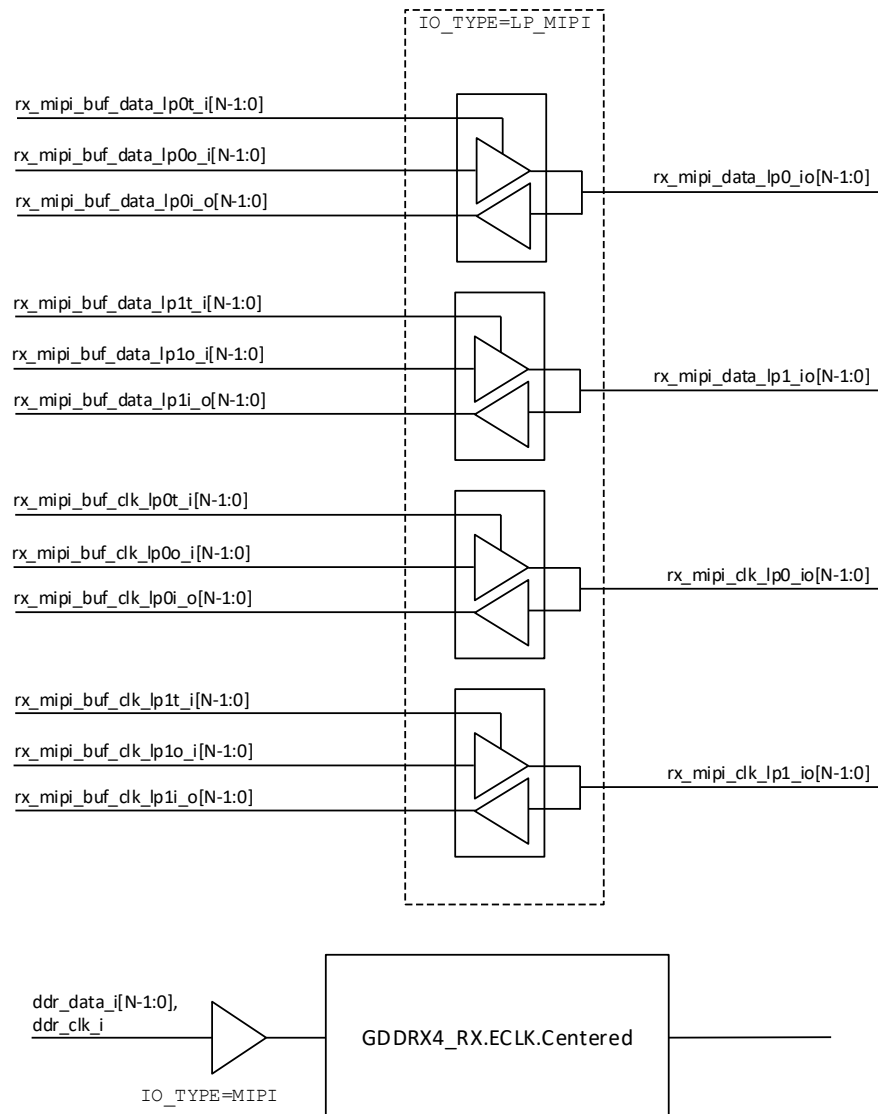 IO_TYPE=LP_MIPI
rx_mipi_buf_data_lp0t_i[N-1:0]
rx_mipi_buf_data_lp0o_i[N-1:0]
rx_mipi_data_lp0_io[N-1:0]
rx_mipi_buf_data_lp0i_o[N-1:0]
rx_mipi_buf_data_lp1t_i[N-1:0]
rx_mipi_buf_data_lp1o_i[N-1:0]
rx_mipi_data_lp1_io[N-1:0]
rx_mipi_buf_data_lp1i_o[N-1:0]
rx_mipi_buf_clk_lp0t_i[N-1:0]
rx_mipi_buf_clk_lp0o_i[N-1:0]
rx_mipi_clk_lp0_io[N-1:0]
rx_mipi_buf_clk_lp0i_o[N-1:0]
rx_mipi_buf_clk_lp1t_i[N-1:0]
rx_mipi_buf_clk_lp1o_i[N-1:0]
rx_mipi_clk_lp1_io[N-1:0]
rx_mipi_buf_clk_lp1i_o[N-1:0]
ddr_data_i[N-1:0],
ddr_clk_i
GDDRX4_RX.ECLK.Centered
IO_TYPE=MIPI